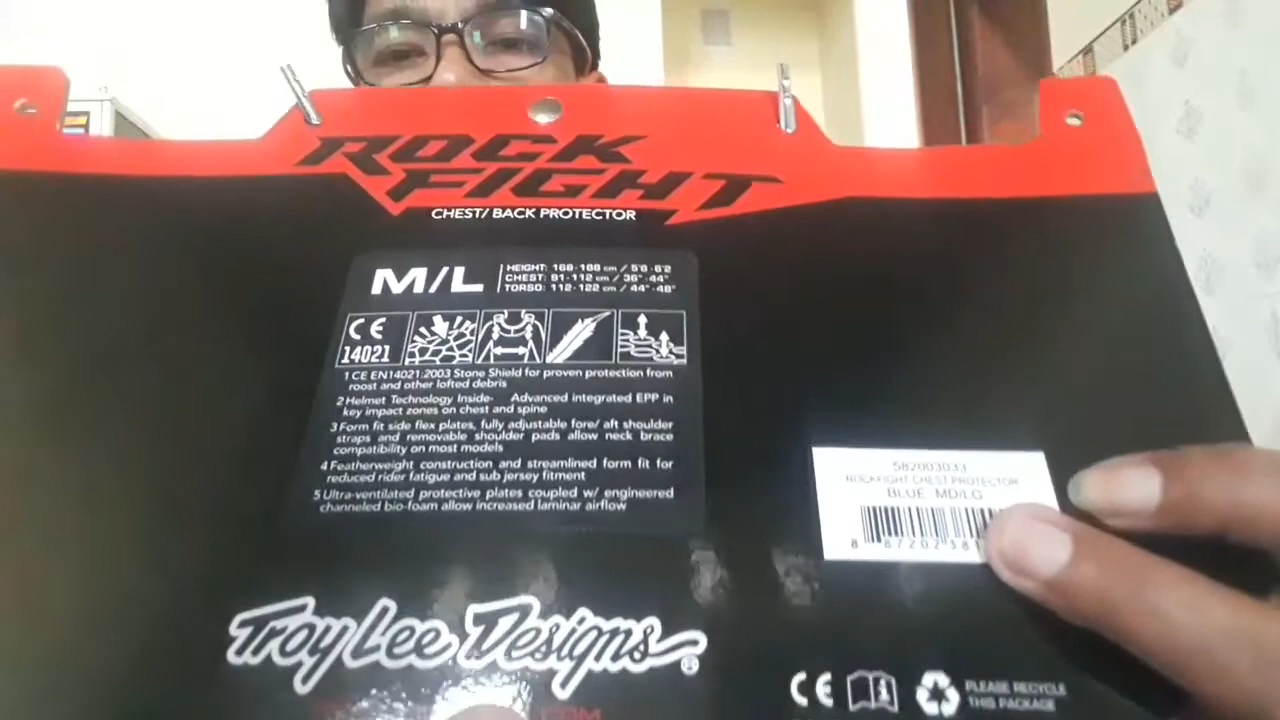 ROCK
FIGHT
CHEST/ BACK PROTECTOR
M/L
HEIGHT: 168-188 cm / 5'6-6'2
CHEST: 91-112 cm / 36"-44"
TORSO: 112-122 cm / 44"-48"
CE
14021
1 CE EN14021:2003 Stone Shield for proven protection from
roost and other lofted debris
2 Helmet Technology Inside- Advanced integrated EPP in
key impact zones on chest and spine
3 Form fit side flex plates, fully adjustable fore/ aft shoulder
straps and removable shoulder pads allow neck brace
compatibility on most models
4 Featherweight construction and streamlined form fit for
reduced rider fatigue and sub jersey fitment
5 Ultra-ventilated protective plates coupled w/ engineered
channeled bio-foam allow increased laminar airflow
582003033
ROCKFIGHT CHEST PROTECTOR
BLUE MD/LG
8 87202 38
Troy Lee Designs®
CE
PLEASE RECYCLE
THIS PACKAGE